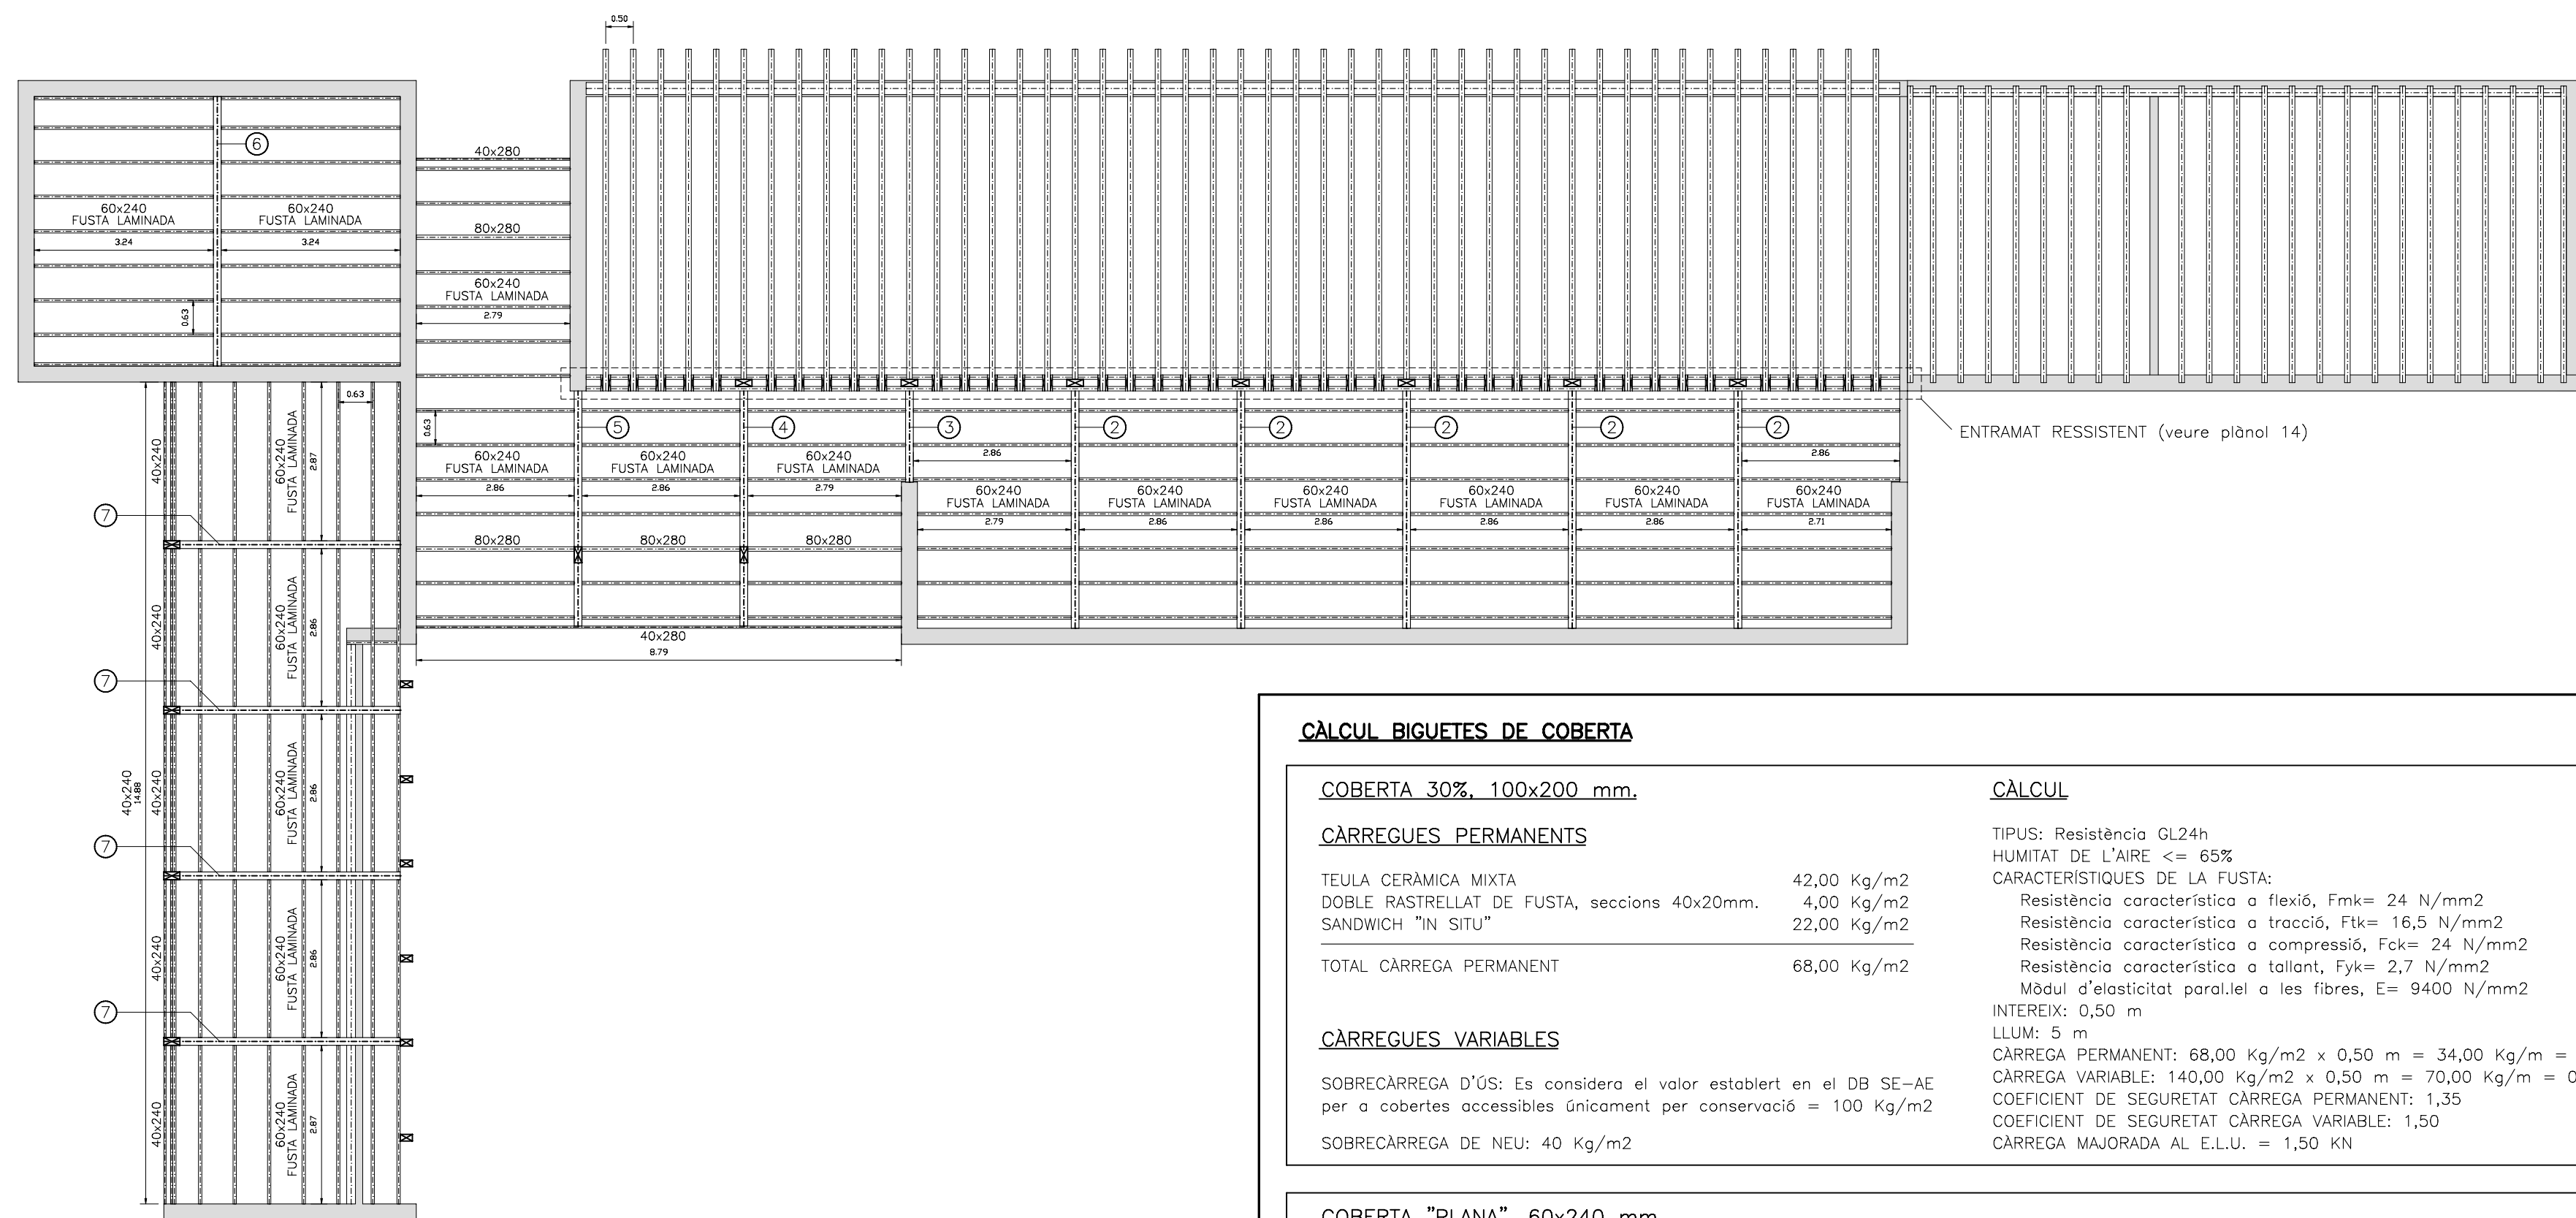 0.50
6
60x240
FUSTA LAMINADA
60x240
FUSTA LAMINADA
3.24
3.24
0.63
40x280
80x280
60x240
FUSTA LAMINADA
2.79
0.63
0.63
5
4
3
2
2
2
2
2
ENTRAMAT RESSISTENT (veure plànol 14)
60x240
FUSTA LAMINADA
2.86
60x240
FUSTA LAMINADA
2.86
60x240
FUSTA LAMINADA
2.79
2.86
2.86
60x240
FUSTA LAMINADA
2.79
60x240
FUSTA LAMINADA
2.86
60x240
FUSTA LAMINADA
2.86
60x240
FUSTA LAMINADA
2.86
60x240
FUSTA LAMINADA
2.86
60x240
FUSTA LAMINADA
2.71
80x280
80x280
80x280
40x280
8.79
40x240
60x240
FUSTA LAMINADA
2.87
7
40x240
60x240
FUSTA LAMINADA
2.86
7
40x240
14.88
40x240
60x240
FUSTA LAMINADA
2.86
7
40x240
60x240
FUSTA LAMINADA
2.86
7
40x240
60x240
FUSTA LAMINADA
2.87
CÀLCUL BIGUETES DE COBERTA
COBERTA 30%, 100x200 mm.
CÀRREGUES PERMANENTS
TEULA CERÀMICA MIXTA 42,00 Kg/m2
DOBLE RASTRELLAT DE FUSTA, seccions 40x20mm. 4,00 Kg/m2
SANDWICH "IN SITU" 22,00 Kg/m2
TOTAL CÀRREGA PERMANENT 68,00 Kg/m2
CÀRREGUES VARIABLES
SOBRECÀRREGA D'ÚS: Es considera el valor establert en el DB SE-AE
per a cobertes accessibles únicament per conservació = 100 Kg/m2
SOBRECÀRREGA DE NEU: 40 Kg/m2
CÀLCUL
TIPUS: Resistència GL24h
HUMITAT DE L'AIRE <= 65%
CARACTERÍSTIQUES DE LA FUSTA:
Resistència característica a flexió, Fmk= 24 N/mm2
Resistència característica a tracció, Ftk= 16,5 N/mm2
Resistència característica a compressió, Fck= 24 N/mm2
Resistència característica a tallant, Fyk= 2,7 N/mm2
Mòdul d'elasticitat paral.lel a les fibres, E= 9400 N/mm2
INTEREIX: 0,50 m
LLUM: 5 m
CÀRREGA PERMANENT: 68,00 Kg/m2 x 0,50 m = 34,00 Kg/m =
CÀRREGA VARIABLE: 140,00 Kg/m2 x 0,50 m = 70,00 Kg/m = 0
COEFICIENT DE SEGURETAT CÀRREGA PERMANENT: 1,35
COEFICIENT DE SEGURETAT CÀRREGA VARIABLE: 1,50
CÀRREGA MAJORADA AL E.L.U. = 1,50 KN
COBERTA "PLANA", 60x240 mm.